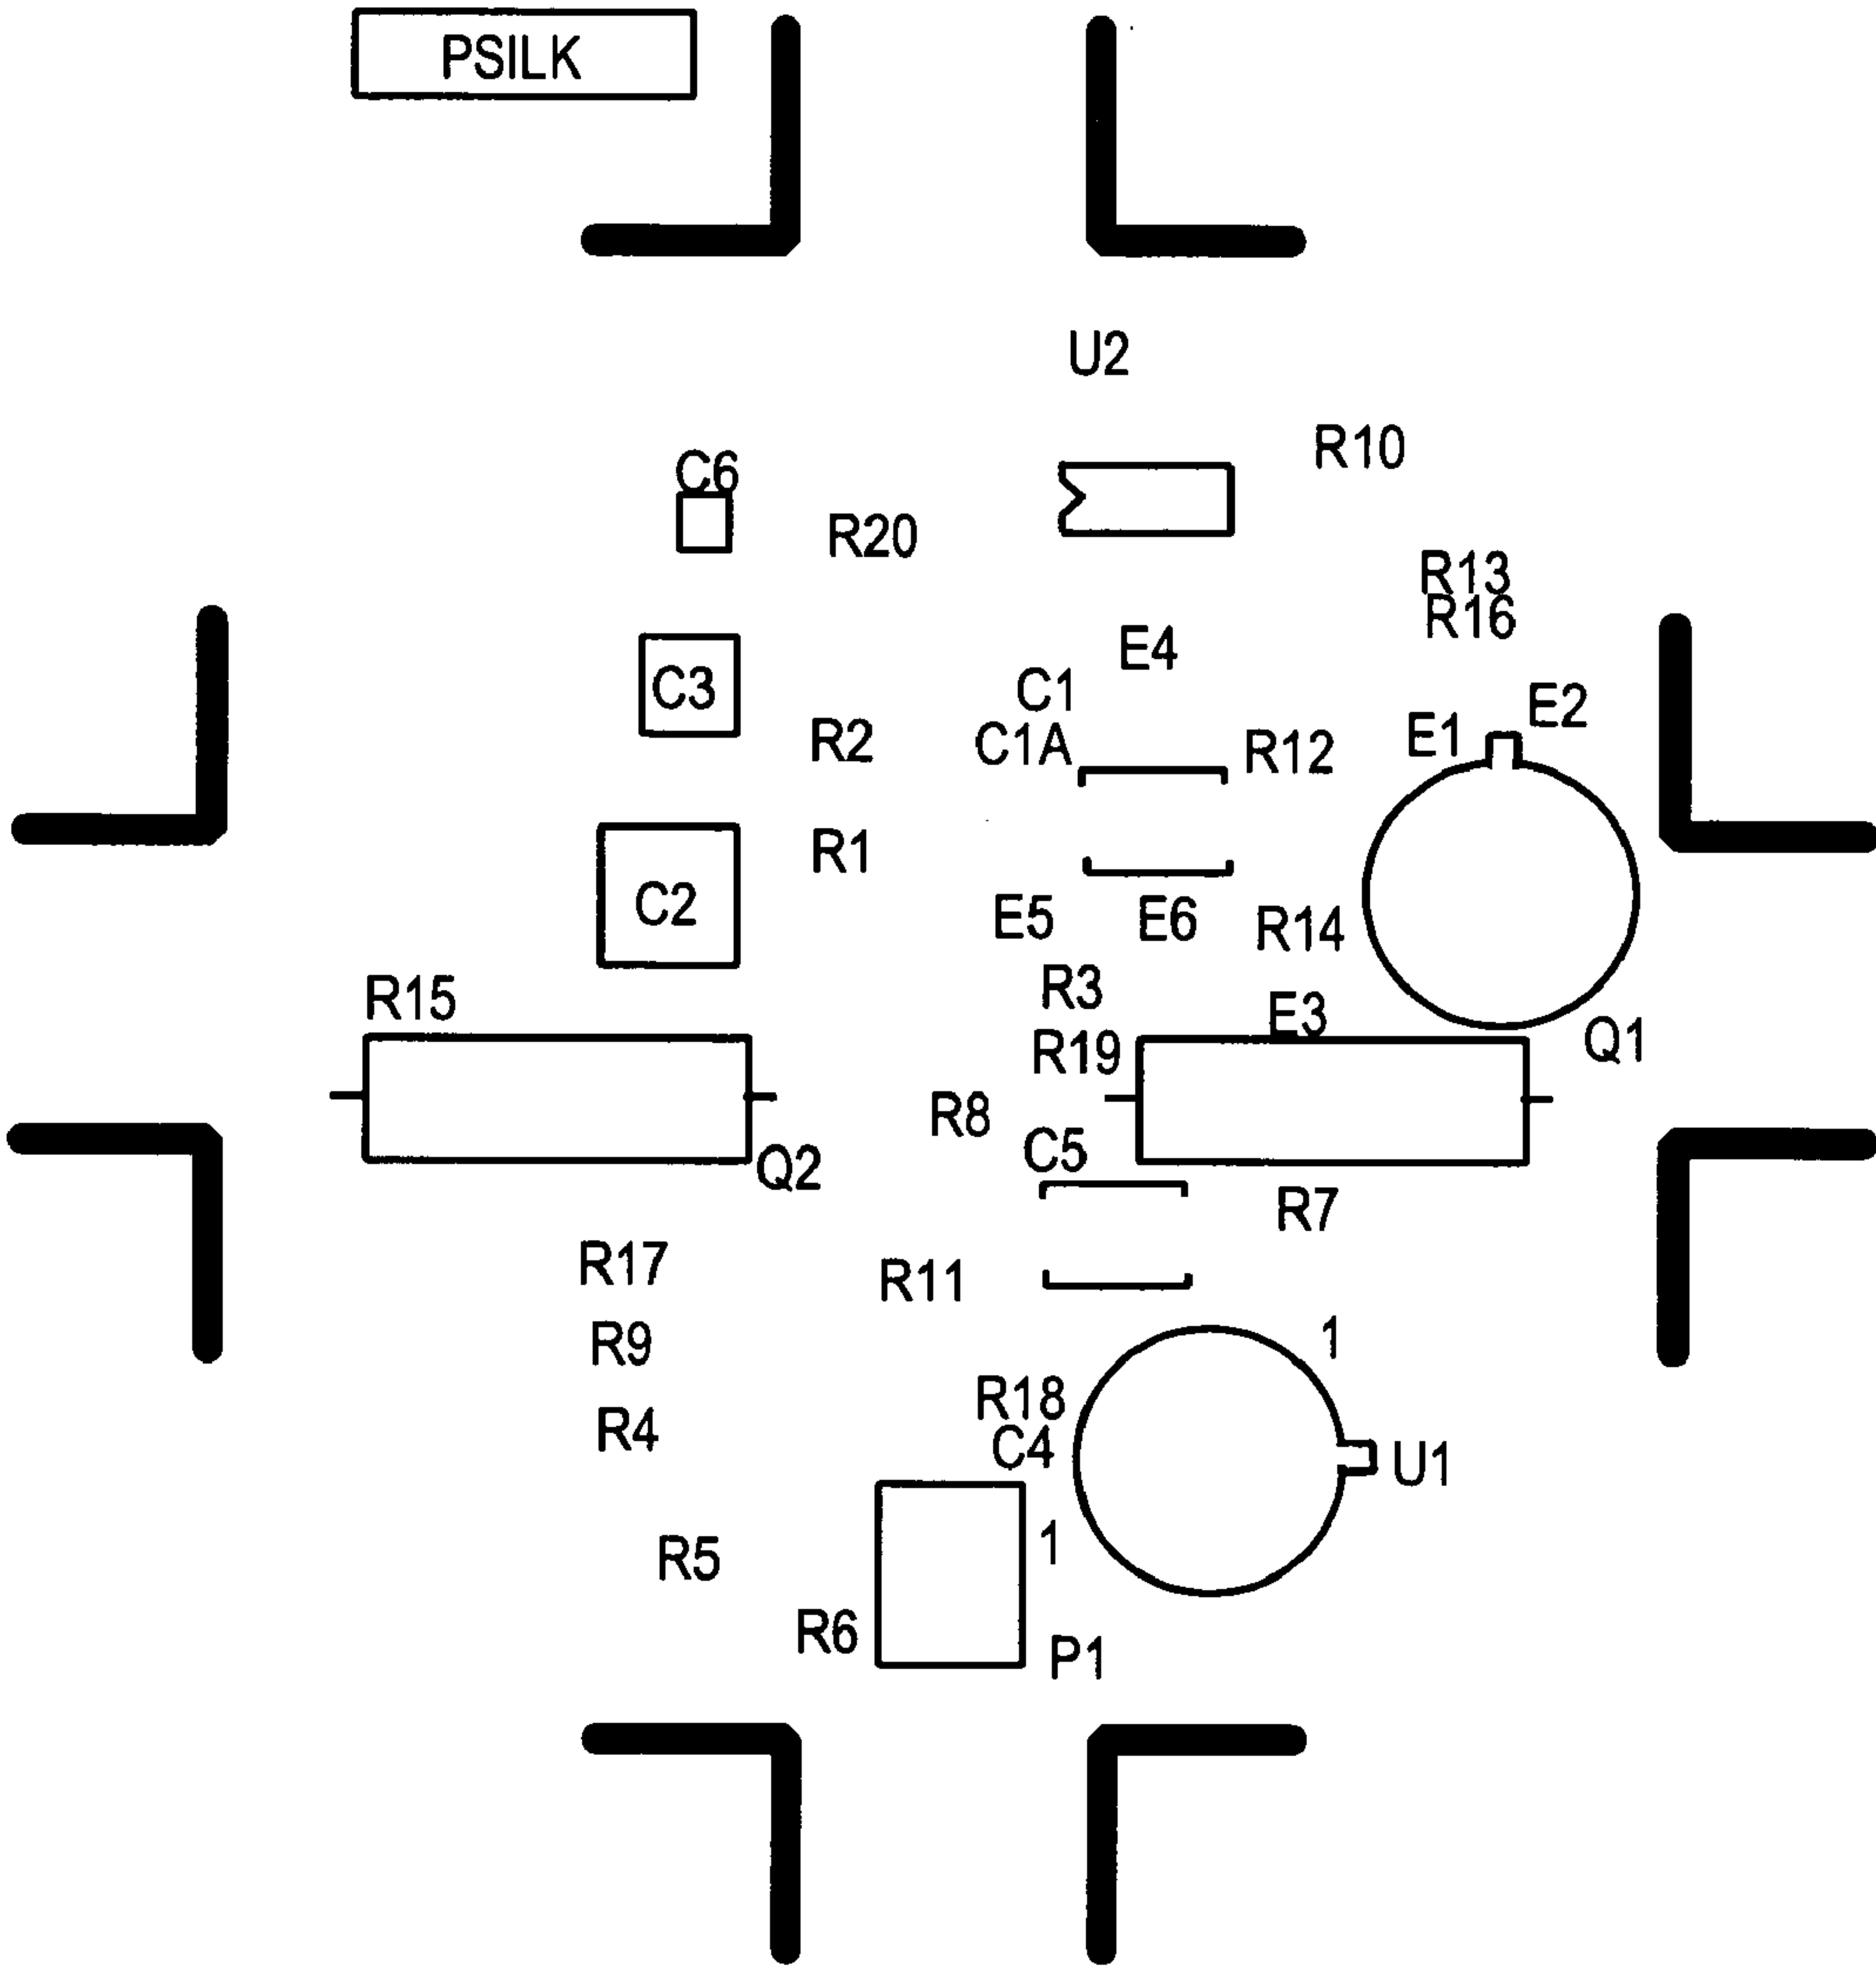 PSILK
U2
R10
C6
R20
R13
R16
E4
C3
C1
E2
R2
C1A
R12
E1
R1
C2
E5
E6
R14
R15
R3
E3
R19
Q1
R8
C5
Q2
R7
R17
R11
R9
1
R18
R4
C4
U1
1
R5
R6
P1